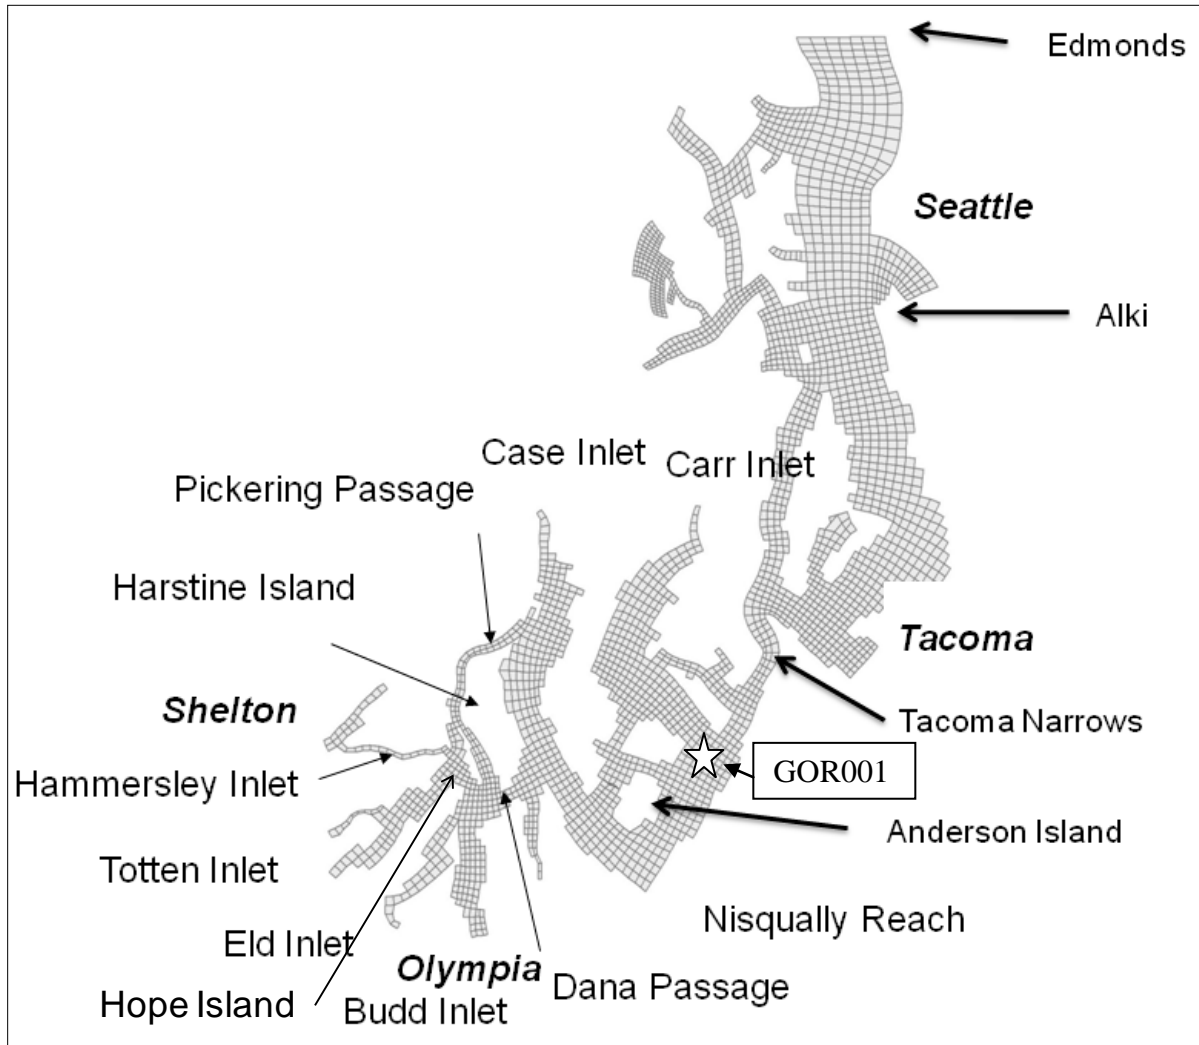 Edmonds
Seattle
Alki
Case Inlet
Carr Inlet
Pickering Passage
Harstine Island
Tacoma
Shelton
Tacoma Narrows
GOR001
Hammersley Inlet
Anderson Island
Totten Inlet
Nisqually Reach
Eld Inlet
Olympia
Dana Passage
Hope Island
Budd Inlet